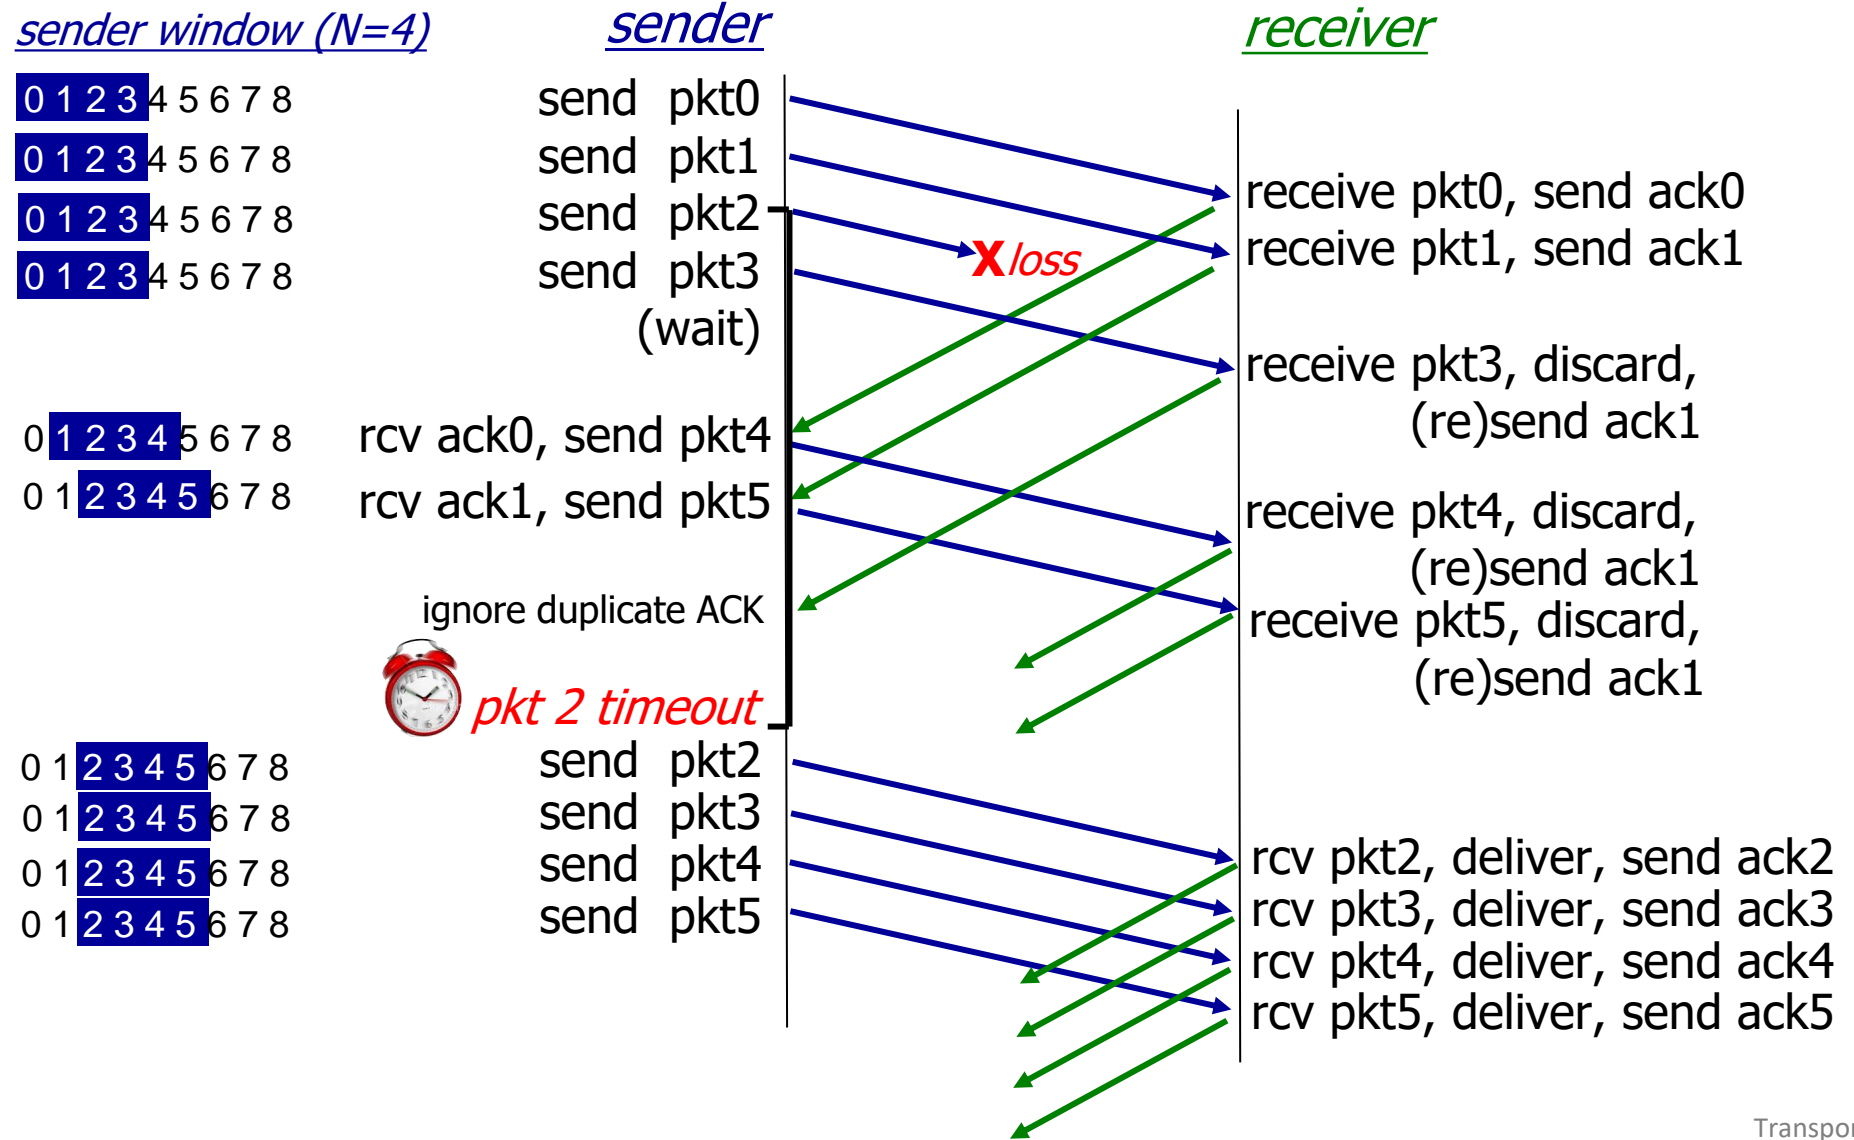 sender window (N=4) sender receiver
0 1 2 3 4 5 6 7 8 send pkt0
0 1 2 3 4 5 6 7 8 send pkt1
receive pkt0, send ack0
0 1 2 3 4 5 6 7 8 send pkt2
receive pkt1, send ack1
X loss
0 1 2 3 4 5 6 7 8 send pkt3
(wait)
receive pkt3, discard,
(re)send ack1
0 1 2 3 4 5 6 7 8 rcv ack0, send pkt4
0 1 2 3 4 5 6 7 8 rcv ack1, send pkt5
receive pkt4, discard,
(re)send ack1
ignore duplicate ACK
receive pkt5, discard,
(re)send ack1
pkt 2 timeout
0 1 2 3 4 5 6 7 8 send pkt2
0 1 2 3 4 5 6 7 8 send pkt3
0 1 2 3 4 5 6 7 8 send pkt4
0 1 2 3 4 5 6 7 8 send pkt5
rcv pkt2, deliver, send ack2
rcv pkt3, deliver, send ack3
rcv pkt4, deliver, send ack4
rcv pkt5, deliver, send ack5
Transpor